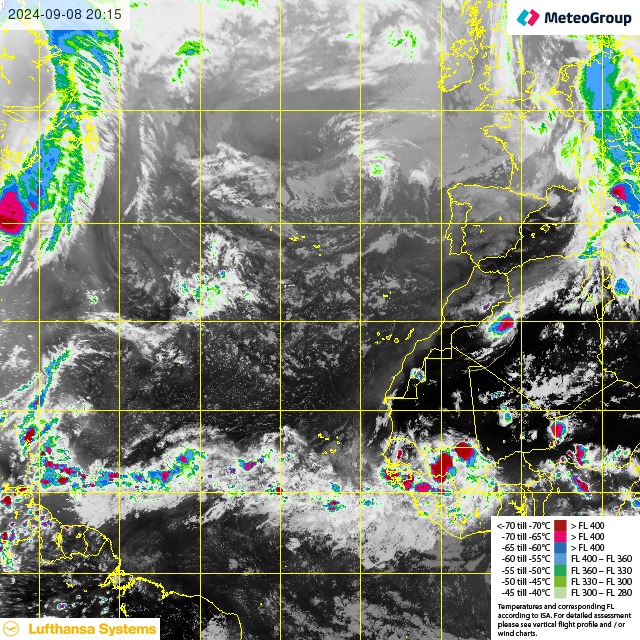 2024-09-08 20:15
MeteoGroup
<-70 till -70°C > FL 400
-70 till -65°C > FL 400
-65 till -60°C > FL 400
-60 till -55°C FL 400 – FL 360
-55 till -50°C FL 360 – FL 330
-50 till -45°C FL 330 – FL 300
-45 till -40°C FL 300 – FL 280
Temperatures and corresponding FL
according to ISA. For detailed assessment
please see vertical flight profile and / or
wind charts.
Lufthansa Systems